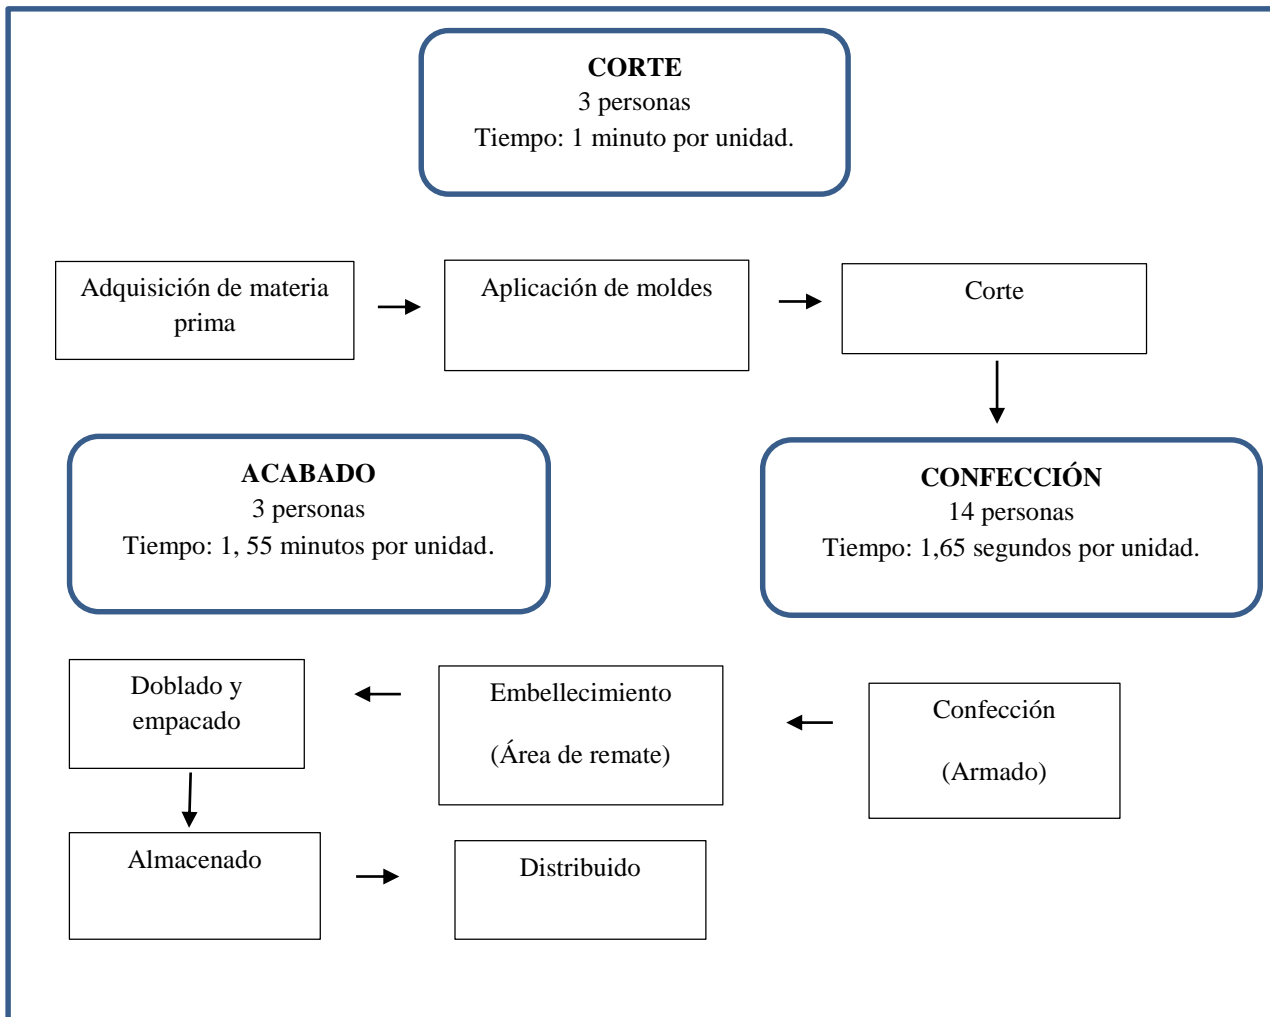 CORTE
3 personas
Tiempo: 1 minuto por unidad.
Adquisición de materia
prima
Aplicación de moldes
Corte
ACABADO
3 personas
Tiempo: 1, 55 minutos por unidad.
CONFECCIÓN
14 personas
Tiempo: 1,65 segundos por unidad.
Doblado y
empacado
Embellecimiento
(Área de remate)
Confección
(Armado)
Almacenado
Distribuido